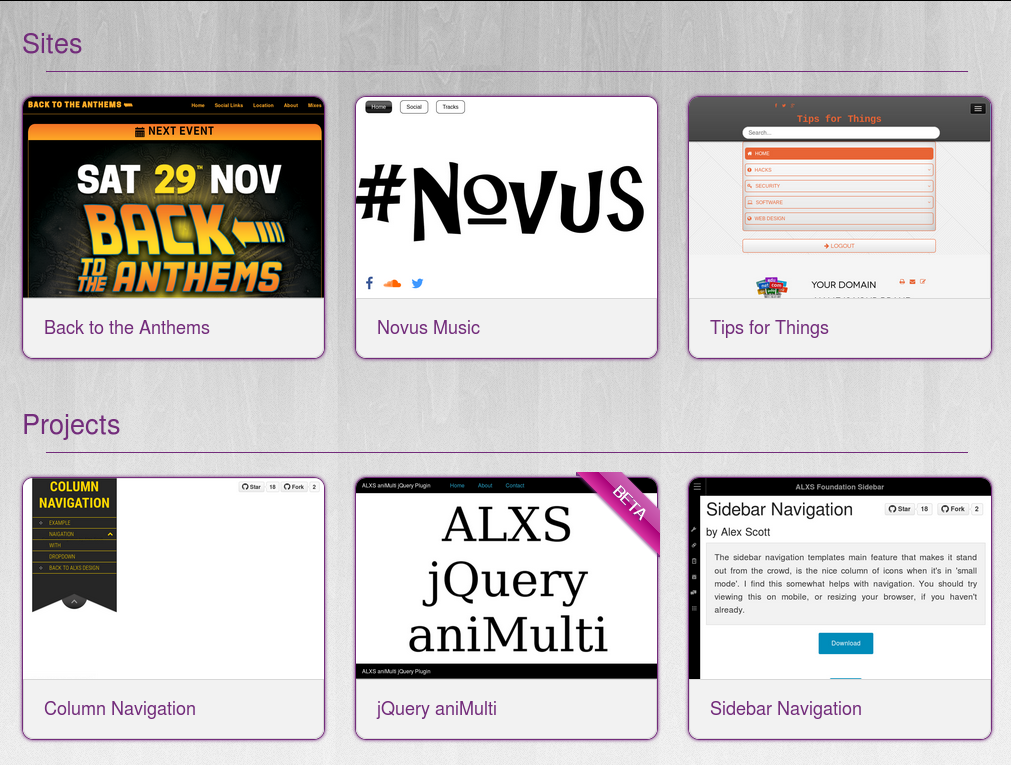 Sites
BACK TO THE ANTHEMS
Home Social Links Location About Mixes
NEXT EVENT
SAT 29™ NOV
BACK
TO THE ANTHEMS
Back to the Anthems
Home Social Tracks
#NOVUS
Novus Music
Tips for Things
Search...
HOME
HACKS
SECURITY
SOFTWARE
WEB DESIGN
LOGOUT
YOUR DOMAIN
Tips for Things
Projects
COLUMN
NAVIGATION
EXAMPLE
NAIGATION
WITH
DROPDOWN
BACK TO ALXS DESIGN
Star 18 Fork 2
Column Navigation
ALXS aniMulti jQuery Plugin Home About Contact
BETA
ALXS
jQuery
aniMulti
ALXS aniMulti jQuery Plugin
jQuery aniMulti
ALXS Foundation Sidebar
Sidebar Navigation
Star 18 Fork 2
by Alex Scott
The sidebar navigation templates main feature that makes it stand
out from the crowd, is the nice column of icons when it's in 'small
mode'. I find this somewhat helps with navigation. You should try
viewing this on mobile, or resizing your browser, if you haven't
already.
Download
Sidebar Navigation